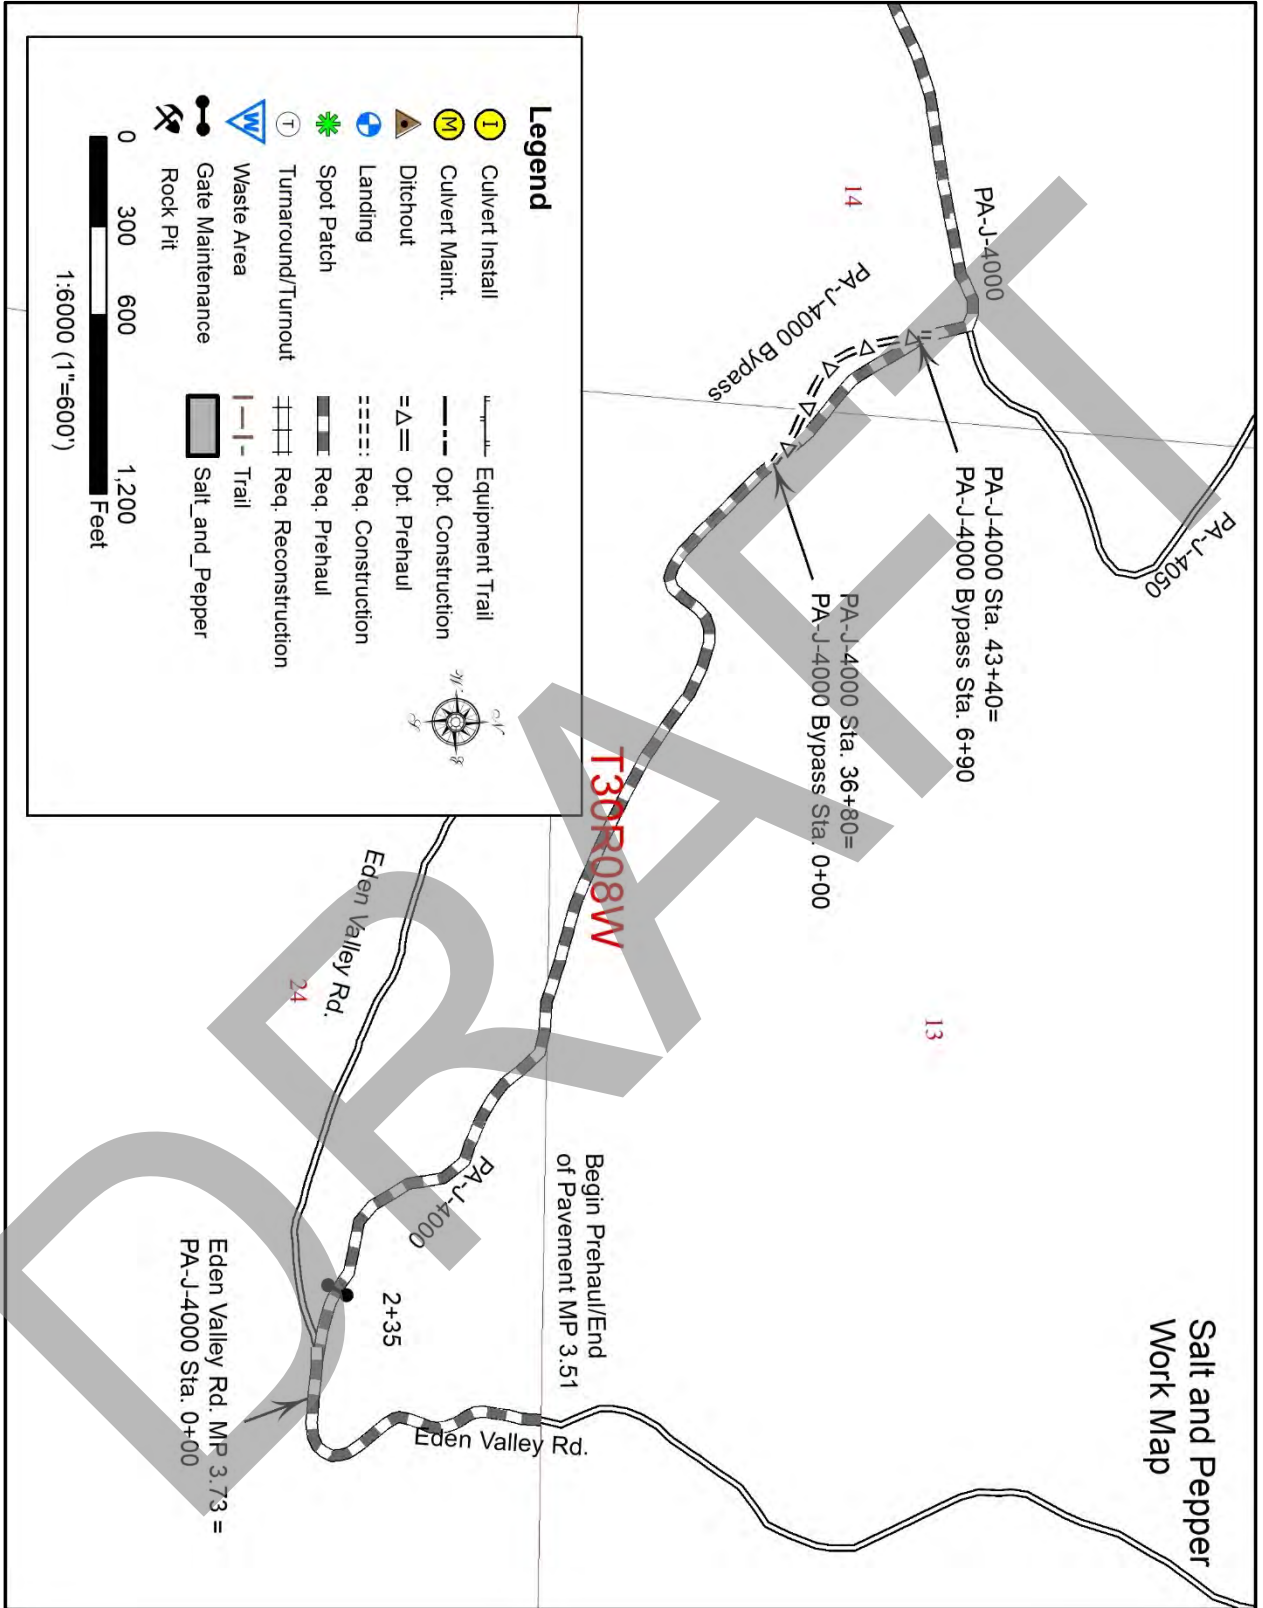 Salt and Pepper
Work Map
PA-J-4050
PA-J-4000
14
PA-J-4000 Bypass
PA-J-4000 Sta. 43+40=
PA-J-4000 Bypass Sta. 6+90
PA-J-4000 Sta. 36+80=
PA-J-4000 Bypass Sta. 0+00
13
T30R08W
Begin Prehaul/End
of Pavement MP 3.51
Eden Valley Rd.
PA-J-4000
2+35
Eden Valley Rd.
24
Eden Valley Rd. MP 3.73 =
PA-J-4000 Sta. 0+00
Legend
I Culvert Install
M Culvert Maint.
Ditchout
Landing
Spot Patch
T Turnaround/Turnout
W Waste Area
Gate Maintenance
Rock Pit
Equipment Trail
Opt. Construction
Opt. Prehaul
Req. Construction
Req. Prehaul
Req. Reconstruction
Trail
Salt_and_Pepper
N
W E
S
0 300 600 1,200
Feet
1:6000 (1"=600')
DRAFT